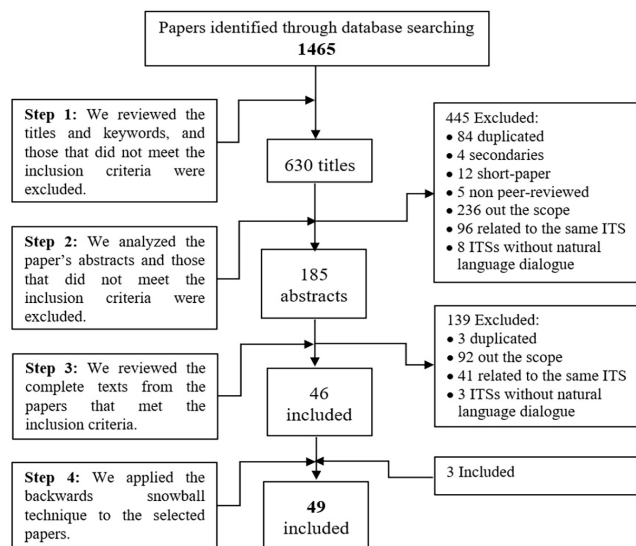 Papers identified through database searching
1465
Step 1: We reviewed the
titles and keywords, and
those that did not meet the
inclusion criteria were
excluded.
630 titles
445 Excluded:
• 84 duplicated
• 4 secondaries
• 12 short-paper
• 5 non peer-reviewed
• 236 out the scope
• 96 related to the same ITS
• 8 ITSs without natural
language dialogue
Step 2: We analyzed the
paper's abstracts and those
that did not meet the
inclusion criteria were
excluded.
185
abstracts
139 Excluded:
• 3 duplicated
• 92 out the scope
• 41 related to the same ITS
• 3 ITSs without natural
language dialogue
Step 3: We reviewed the
complete texts from the
papers that met the
inclusion criteria.
46
included
Step 4: We applied the
backwards snowball
technique to the selected
papers.
3 Included
49
included